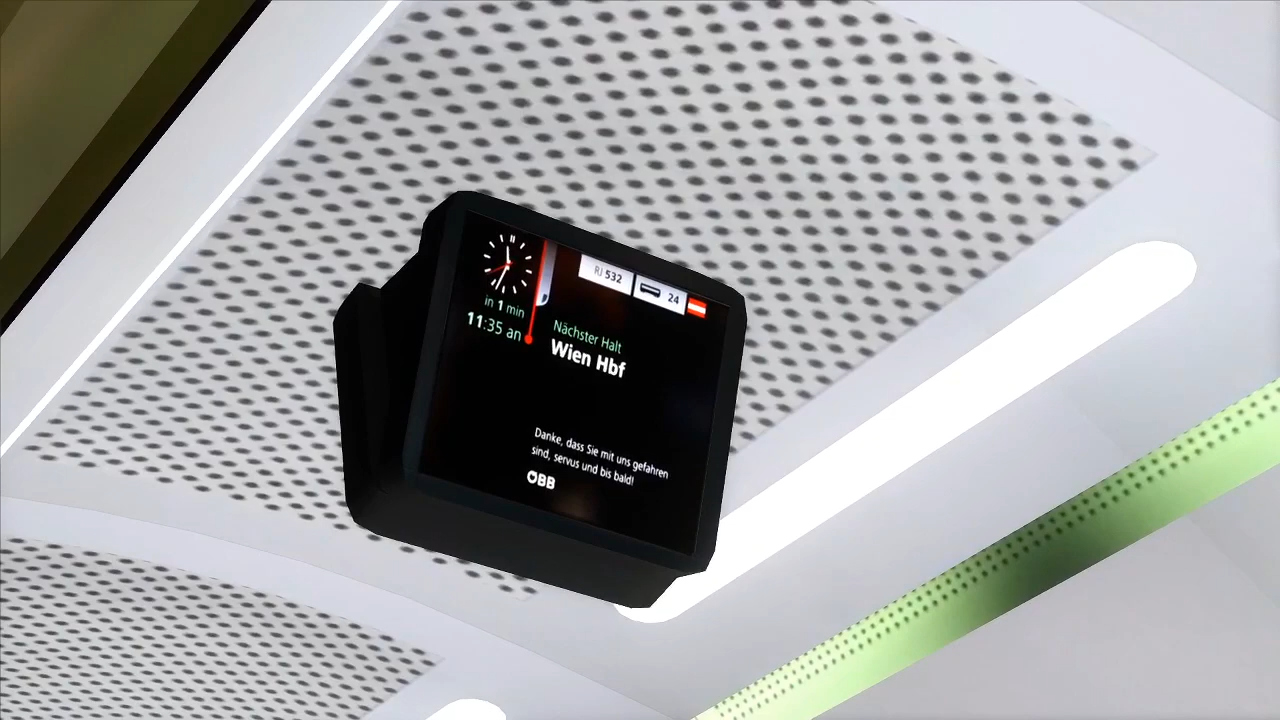 RJ 532
24
in 1 min
11:35 an
Nächster Halt
Wien Hbf
Danke, dass Sie mit uns gefahren
sind, servus und bis bald!
ÖBB